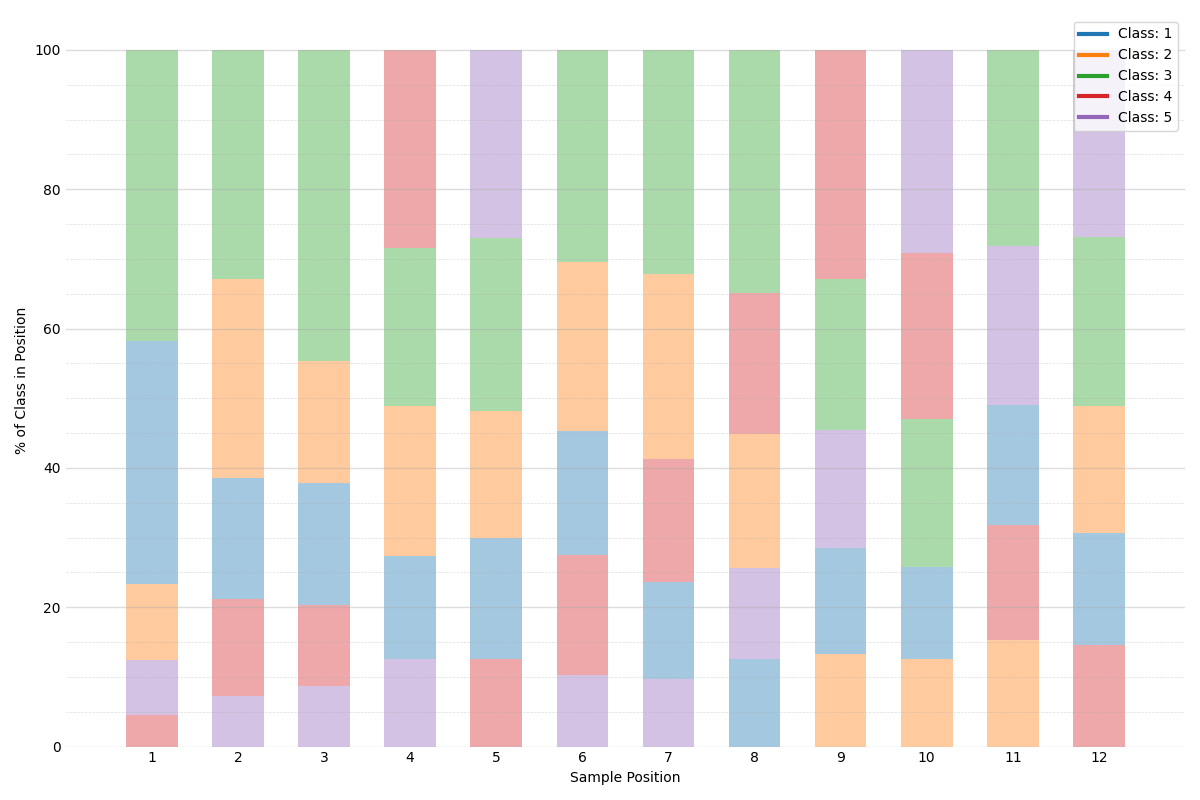 Class: 1
Class: 2
Class: 3
Class: 4
Class: 5
100
80
60
40
20
0
% of Class in Position
1 2 3 4 5 6 7 8 9 10 11 12
Sample Position